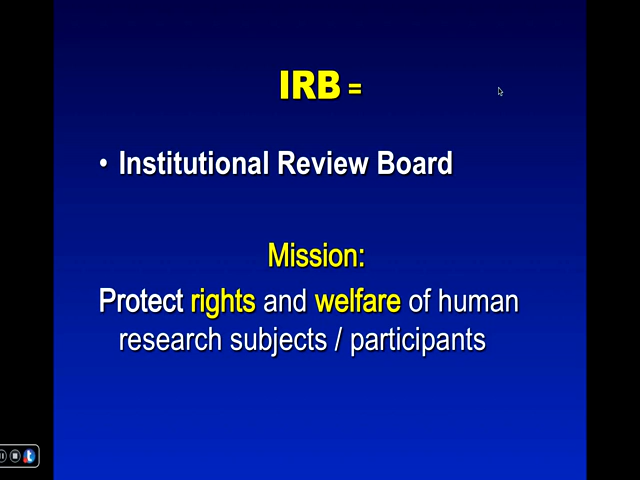 IRB =
• Institutional Review Board
Mission:
Protect rights and welfare of human
research subjects / participants